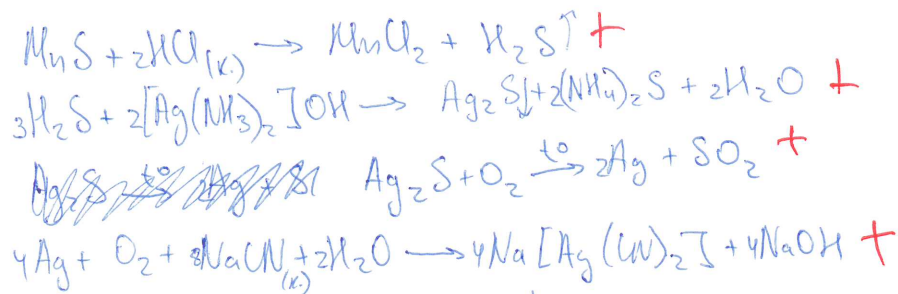 MnS + 2HCl(к.) → MnCl₂ + H₂S↑ +
3H₂S + 2[Ag(NH₃)₂]OH → Ag₂S↓ + 2(NH₄)₂S + 2H₂O +
Ag₂S + O₂ t°→ 2Ag + SO₂ +
4Ag + O₂ + 8NaCN(к.) + 2H₂O → 4Na[Ag(CN)₂] + 4NaOH +